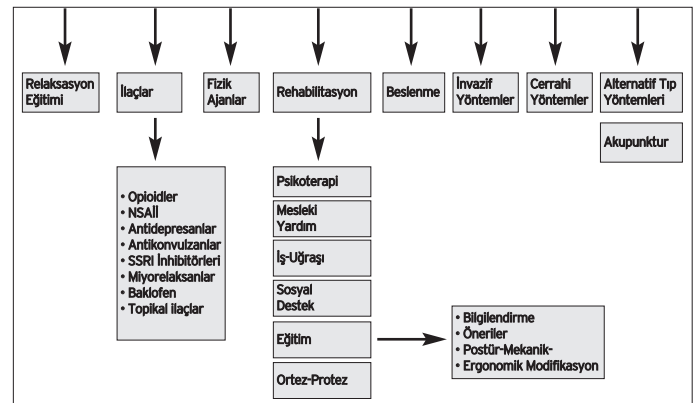 Relaksasyon
Eğitimi
İlaçlar
Fizik
Ajanlar
Rehabilitasyon
Beslenme
İnvazif
Yöntemler
Cerrahi
Yöntemler
Alternatif Tıp
Yöntemleri
Akupunktur
• Opioidler
• NSAİİ
• Antidepresanlar
• Antikonvulzanlar
• SSRI İnhibitörleri
• Miyorelaksanlar
• Baklofen
• Topikal ilaçlar
Psikoterapi
Mesleki
Yardım
İş-Uğraşı
Sosyal
Destek
Eğitim
Ortez-Protez
• Bilgilendirme
• Öneriler
• Postür-Mekanik-
• Ergonomik Modifikasyon